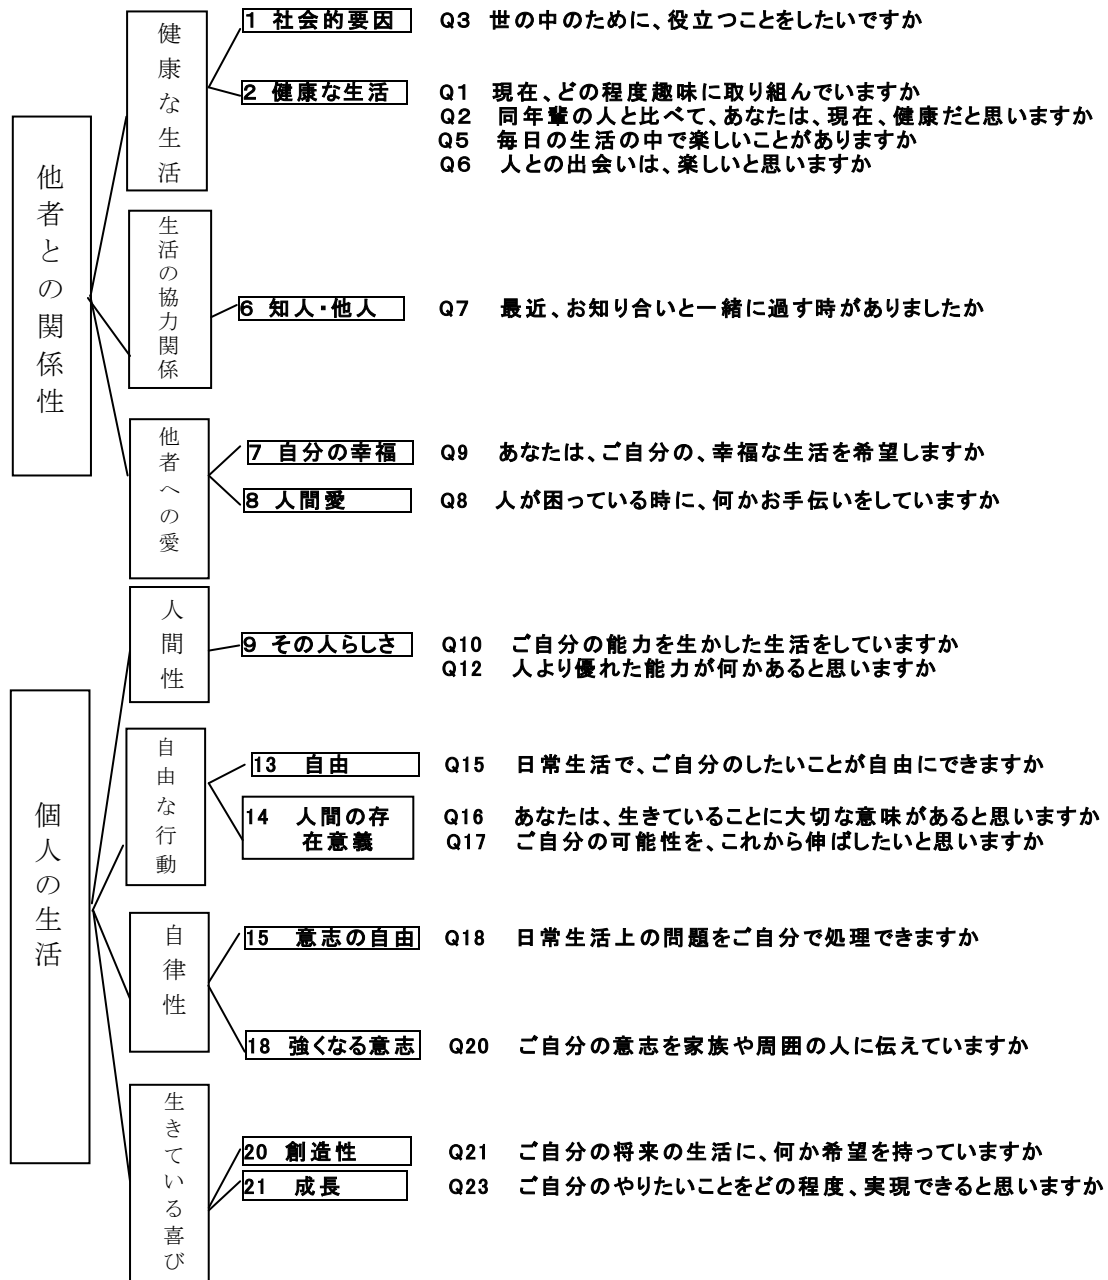 他者との関係性
健康な生活
1 社会的要因 Q3 世の中のために、役立つことをしたいですか
2 健康な生活 Q1 現在、どの程度趣味に取り組んでいますか
Q2 同年輩の人と比べて、あなたは、現在、健康だと思いますか
Q5 毎日の生活の中で楽しいことがありますか
Q6 人との出会いは、楽しいと思いますか
生活の協力関係
6 知人・他人 Q7 最近、お知り合いと一緒に過す時がありましたか
他者への愛
7 自分の幸福 Q9 あなたは、ご自分の、幸福な生活を希望しますか
8 人間愛 Q8 人が困っている時に、何かお手伝いをしていますか
個人の生活
人間性
9 その人らしさ Q10 ご自分の能力を生かした生活をしていますか
Q12 人より優れた能力が何かあると思いますか
自由な行動
13 自由 Q15 日常生活で、ご自分のしたいことが自由にできますか
14 人間の存 Q16 あなたは、生きていることに大切な意味があると思いますか
在意義 Q17 ご自分の可能性を、これから伸ばしたいと思いますか
自律性
15 意志の自由 Q18 日常生活上の問題をご自分で処理できますか
18 強くなる意志 Q20 ご自分の意志を家族や周囲の人に伝えていますか
生きている喜び
20 創造性 Q21 ご自分の将来の生活に、何か希望を持っていますか
21 成長 Q23 ご自分のやりたいことをどの程度、実現できると思いますか